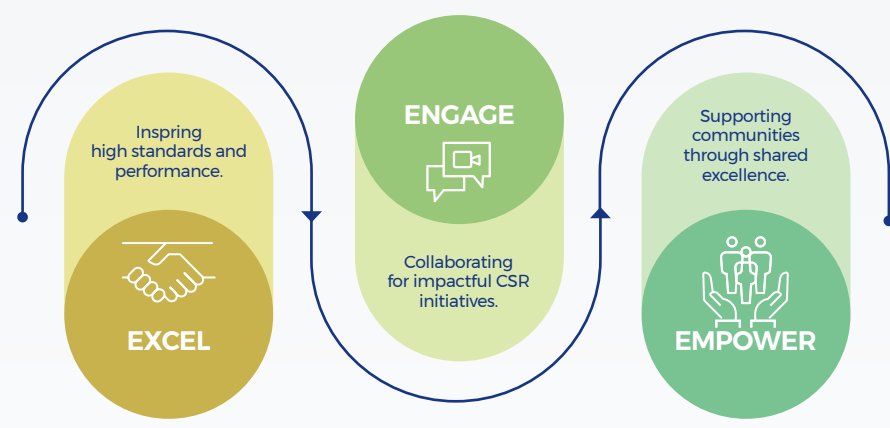 Inspring
high standards and
performance.
EXCEL
ENGAGE
Collaborating
for impactful CSR
initiatives.
Supporting
communities
through shared
excellence.
EMPOWER